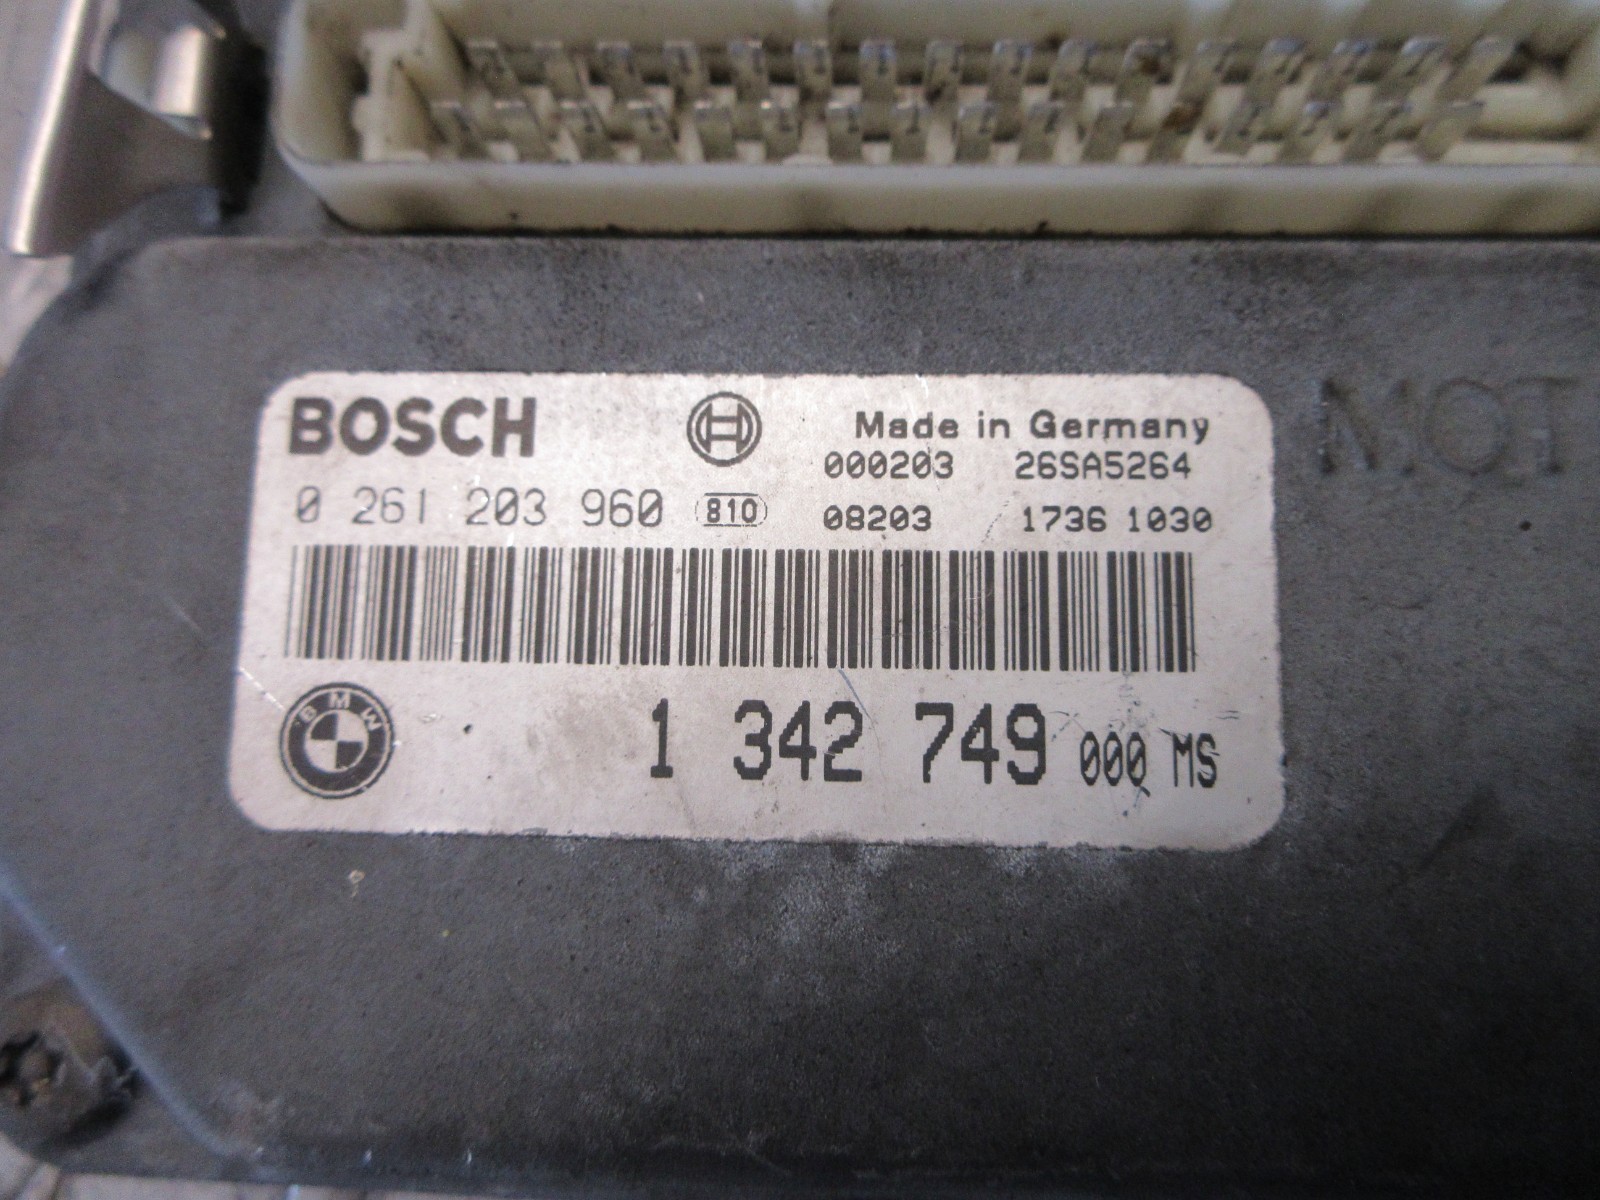 MOT
BOSCH
Made in Germany
000203 26SA5264
0 261 203 960 810 08203 1736 1030
BMW
1 342 749 000 MS